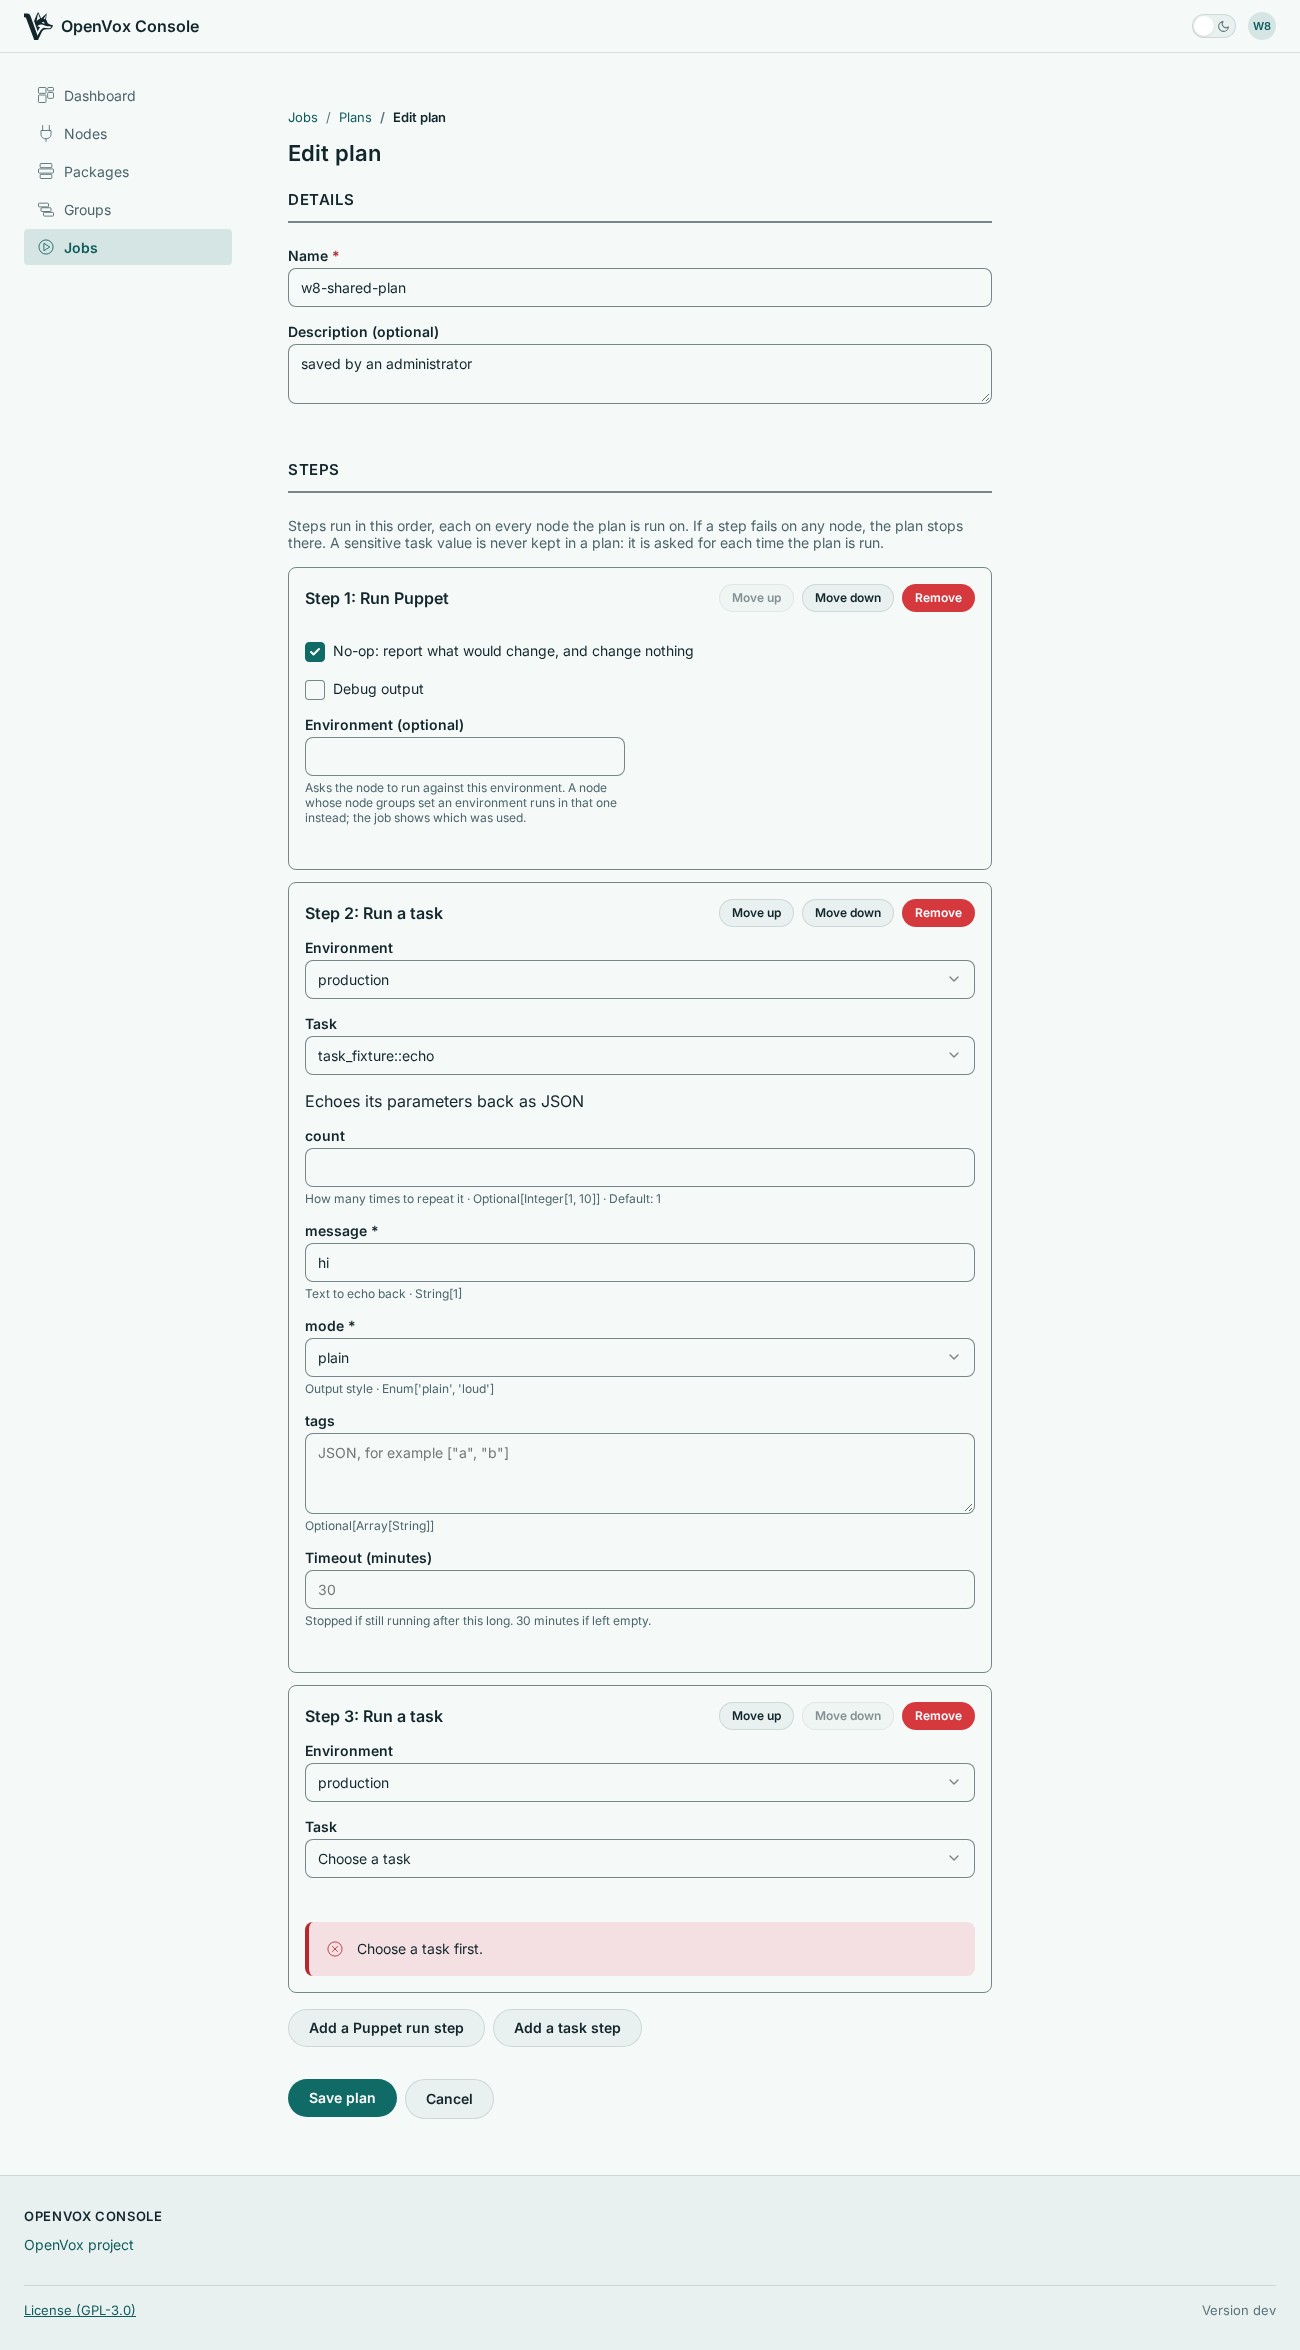 OpenVox Console
W8
Dashboard
Nodes
Packages
Groups
Jobs
Jobs / Plans / Edit plan
Edit plan
DETAILS
Name *
w8-shared-plan
Description (optional)
saved by an administrator
STEPS
Steps run in this order, each on every node the plan is run on. If a step fails on any node, the plan stops
there. A sensitive task value is never kept in a plan: it is asked for each time the plan is run.
Step 1: Run Puppet
Move up
Move down
Remove
No-op: report what would change, and change nothing
Debug output
Environment (optional)
Asks the node to run against this environment. A node
whose node groups set an environment runs in that one
instead; the job shows which was used.
Step 2: Run a task
Move up
Move down
Remove
Environment
production
Task
task_fixture::echo
Echoes its parameters back as JSON
count
How many times to repeat it · Optional[Integer[1, 10]] · Default: 1
message *
hi
Text to echo back · String[1]
mode *
plain
Output style · Enum['plain', 'loud']
tags
JSON, for example ["a", "b"]
Optional[Array[String]]
Timeout (minutes)
30
Stopped if still running after this long. 30 minutes if left empty.
Step 3: Run a task
Move up
Move down
Remove
Environment
production
Task
Choose a task
Choose a task first.
Add a Puppet run step
Add a task step
Save plan
Cancel
OPENVOX CONSOLE
OpenVox project
License (GPL-3.0)
Version dev